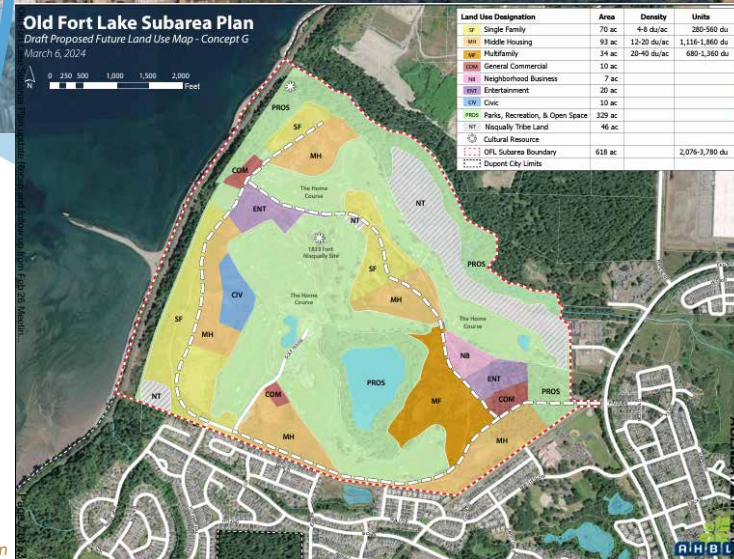 Old Fort Lake Subarea Plan
Draft Proposed Future Land Use Map - Concept G
March 6, 2024
N
0 250 500 1,000 1,500 2,000
Feet
Land Use Designation Area Density Units
SF Single Family 70 ac 4-8 du/ac 280-560 du
MH Middle Housing 93 ac 12-20 du/ac 1,116-1,860 du
MF Multifamily 34 ac 20-40 du/ac 680-1,360 du
COM General Commercial 10 ac
NB Neighborhood Business 7 ac
ENT Entertainment 20 ac
CIV Civic 10 ac
PROS Parks, Recreation, & Open Space 329 ac
NT Nisqually Tribe Land 46 ac
Cultural Resource
OFL Subarea Boundary 618 ac 2,076-3,780 du
Dupont City Limits
PROS
SF
MH
COM
The Home
Course
NT
ENT
NT
1833 Fort
Nisqually Site
PROS
SF
CIV
The Home
Course
MH
The Home
Course
SF
MH
NB
PROS
ENT
PROS
COM
COM
MF
NT
MH
MH
AHBL